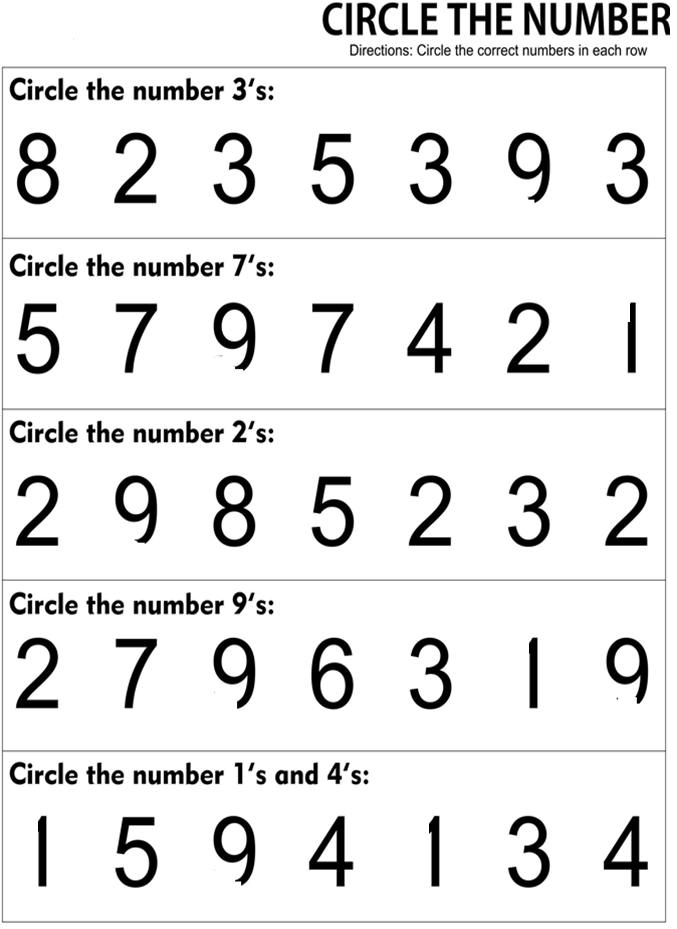 CIRCLE THE NUMBER
Directions: Circle the correct numbers in each row
Circle the number 3's:
8 2 3 5 3 9 3
Circle the number 7's:
5 7 9 7 4 2 1
Circle the number 2's:
2 9 8 5 2 3 2
Circle the number 9's:
2 7 9 6 3 1 9
Circle the number 1's and 4's:
1 5 9 4 1 3 4